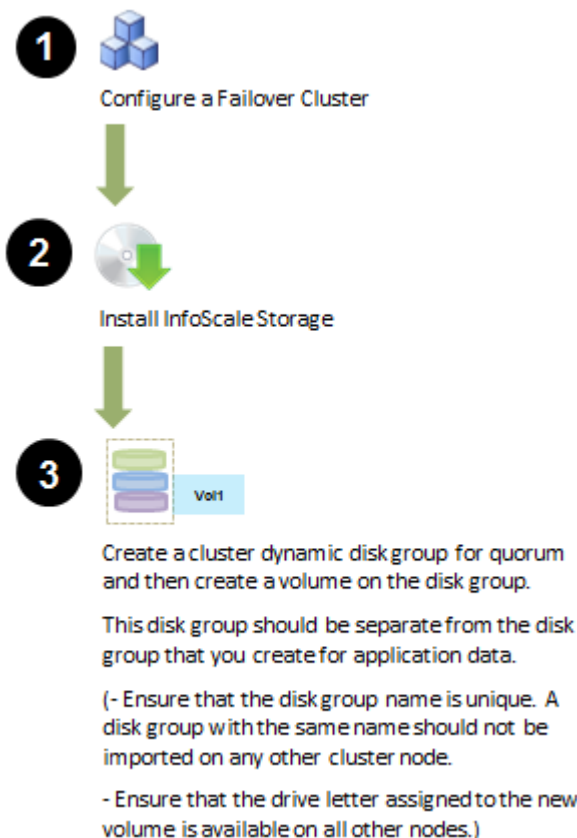 1
Configure a Failover Cluster
2
Install InfoScale Storage
3
Vol1
Create a cluster dynamic disk group for quorum
and then create a volume on the disk group.
This disk group should be separate from the disk
group that you create for application data.
(- Ensure that the disk group name is unique. A
disk group with the same name should not be
imported on any other cluster node.
- Ensure that the drive letter assigned to the new
volume is available on all other nodes.)